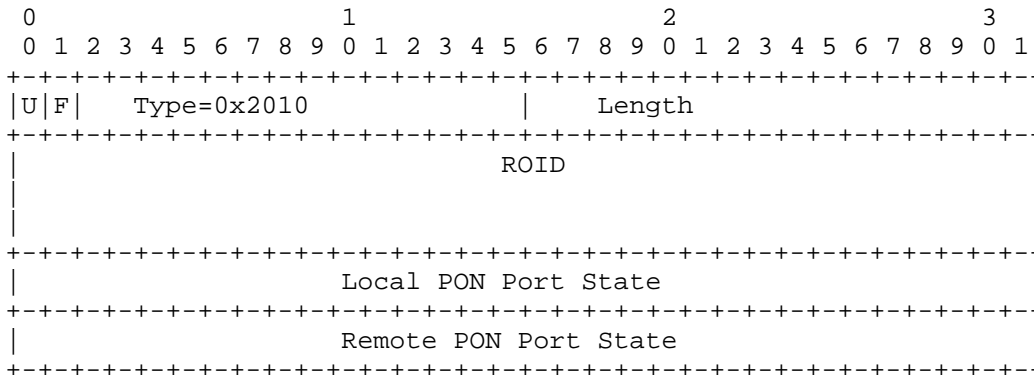 0                   1                   2                   3
 0 1 2 3 4 5 6 7 8 9 0 1 2 3 4 5 6 7 8 9 0 1 2 3 4 5 6 7 8 9 0 1
+-+-+-+-+-+-+-+-+-+-+-+-+-+-+-+-+-+-+-+-+-+-+-+-+-+-+-+-+-+-+-+-
|U|F|   Type=0x2010             |    Length
+-+-+-+-+-+-+-+-+-+-+-+-+-+-+-+-+-+-+-+-+-+-+-+-+-+-+-+-+-+-+-+-
|                              ROID
|
|
+-+-+-+-+-+-+-+-+-+-+-+-+-+-+-+-+-+-+-+-+-+-+-+-+-+-+-+-+-+-+-+-
|                    Local PON Port State
+-+-+-+-+-+-+-+-+-+-+-+-+-+-+-+-+-+-+-+-+-+-+-+-+-+-+-+-+-+-+-+-
|                    Remote PON Port State
+-+-+-+-+-+-+-+-+-+-+-+-+-+-+-+-+-+-+-+-+-+-+-+-+-+-+-+-+-+-+-+-